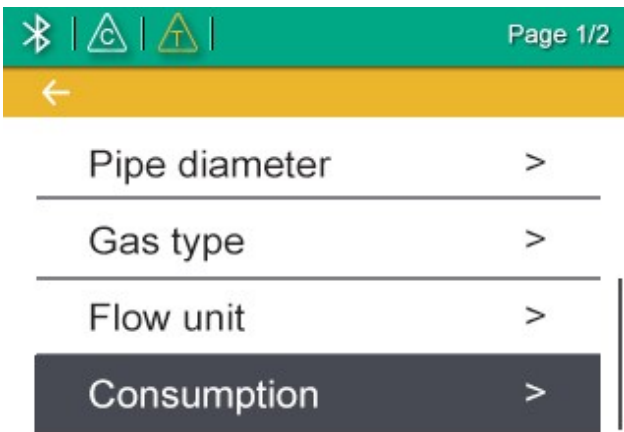 C T Page 1/2
Pipe diameter >
Gas type >
Flow unit >
Consumption >